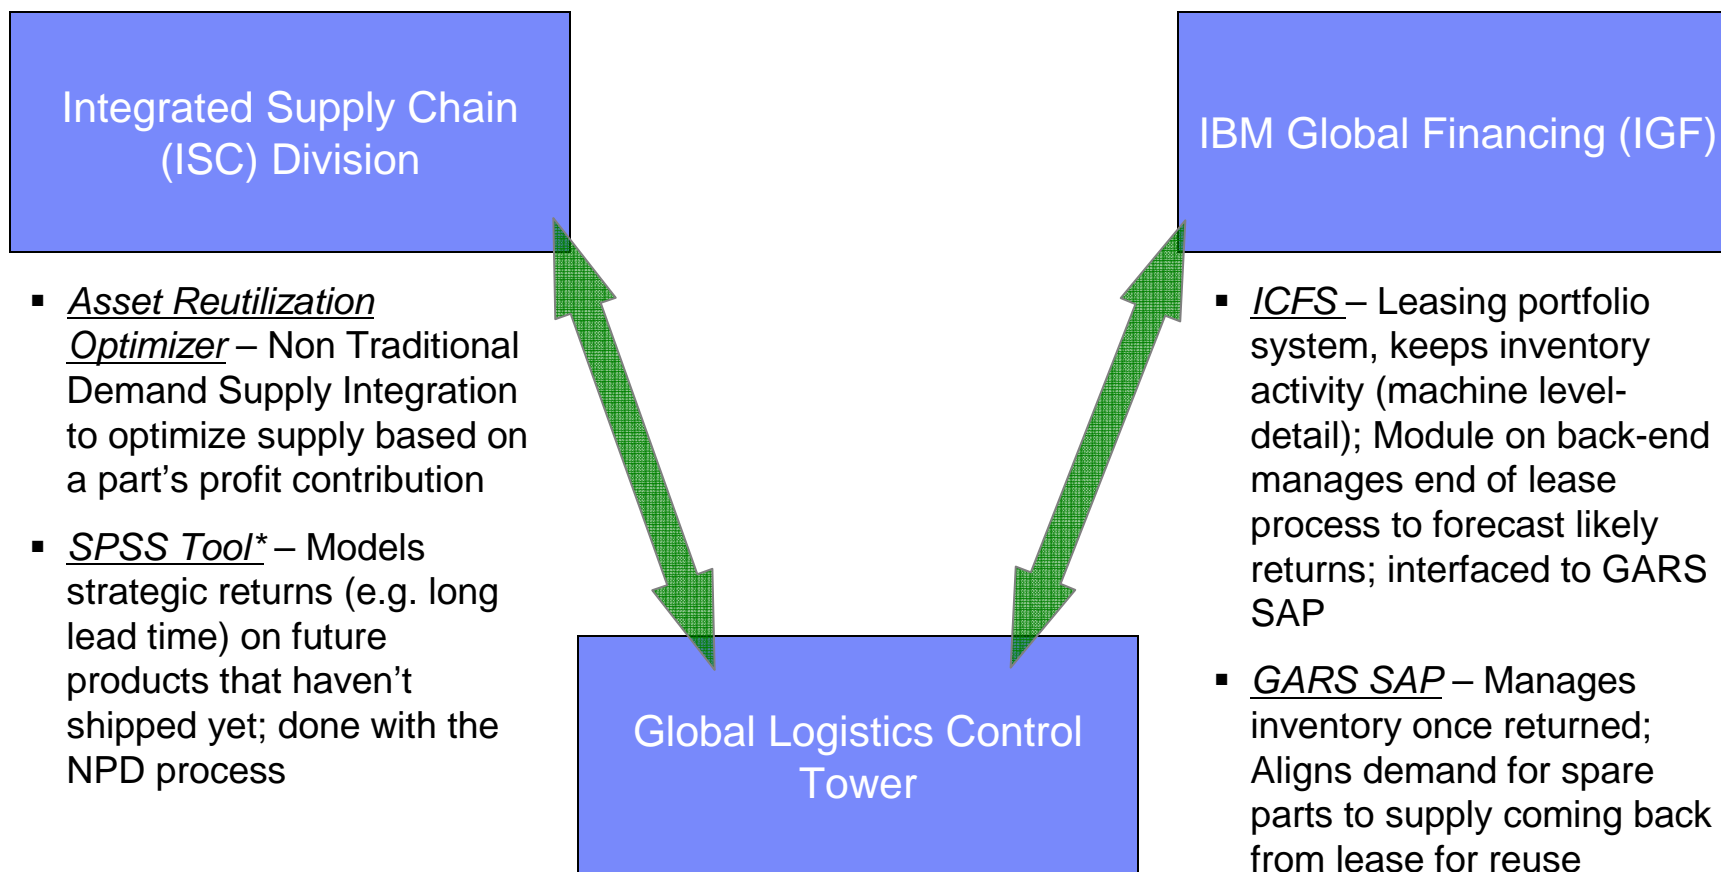 Integrated Supply Chain
(ISC) Division
▪ Asset Reutilization
Optimizer – Non Traditional
Demand Supply Integration
to optimize supply based on
a part’s profit contribution
▪ SPSS Tool* – Models
strategic returns (e.g. long
lead time) on future
products that haven’t
shipped yet; done with the
NPD process
Global Logistics Control
Tower
IBM Global Financing (IGF)
▪ ICFS – Leasing portfolio
system, keeps inventory
activity (machine level-
detail); Module on back-end
manages end of lease
process to forecast likely
returns; interfaced to GARS
SAP
▪ GARS SAP – Manages
inventory once returned;
Aligns demand for spare
parts to supply coming back
from lease for reuse